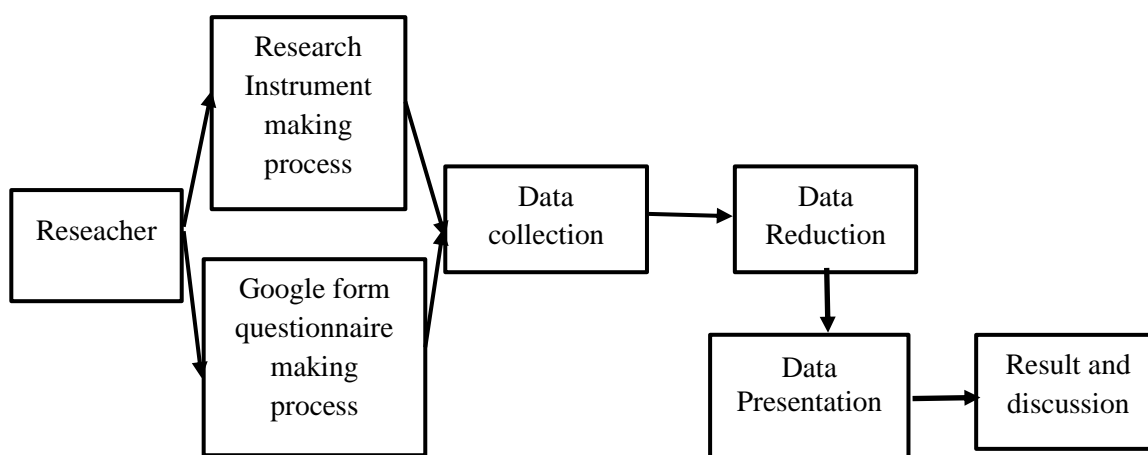 Reseacher
Research
Instrument
making
process
Google form
questionnaire
making
process
Data
collection
Data
Reduction
Data
Presentation
Result and
discussion